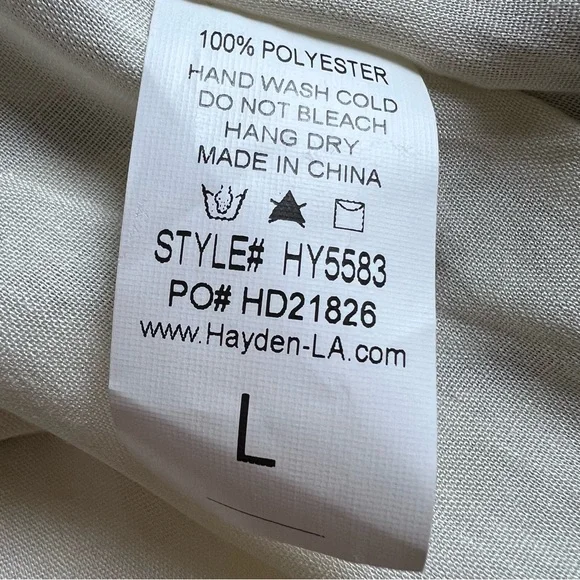 100% POLYESTER
HAND WASH COLD
DO NOT BLEACH
HANG DRY
MADE IN CHINA
STYLE# HY5583
PO# HD21826
www.Hayden-LA.com
L